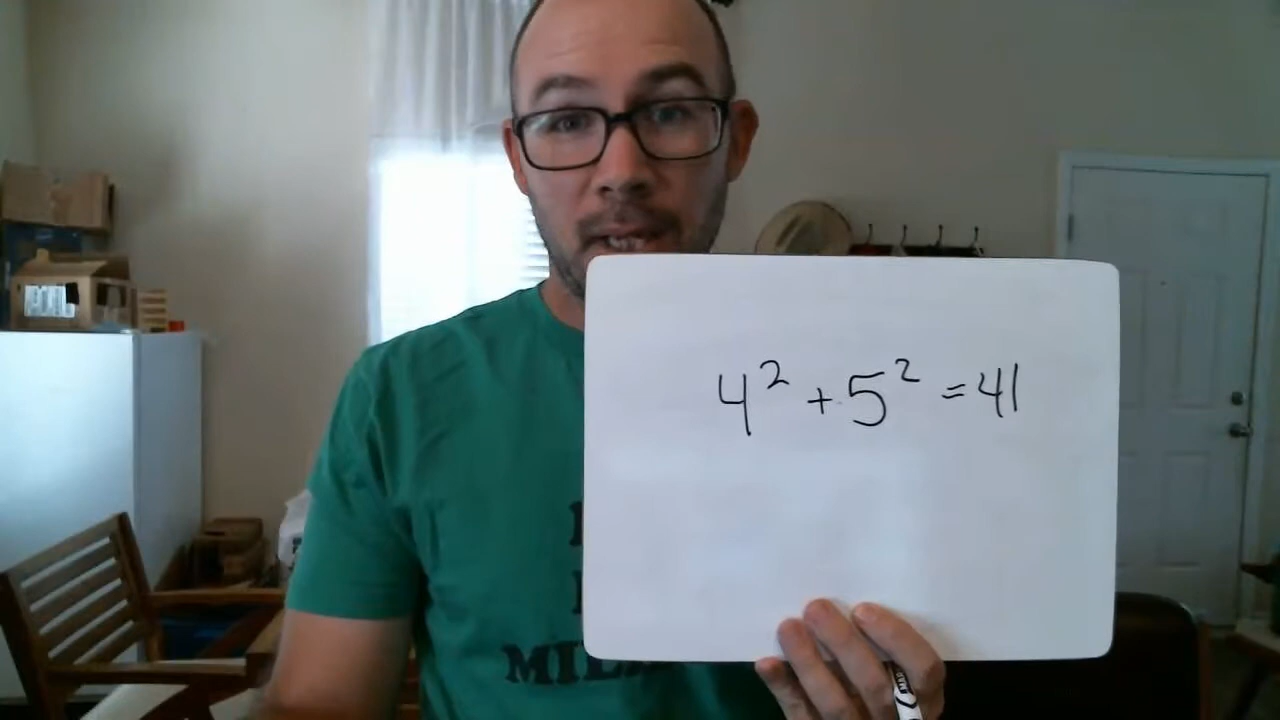 4² + 5² = 41